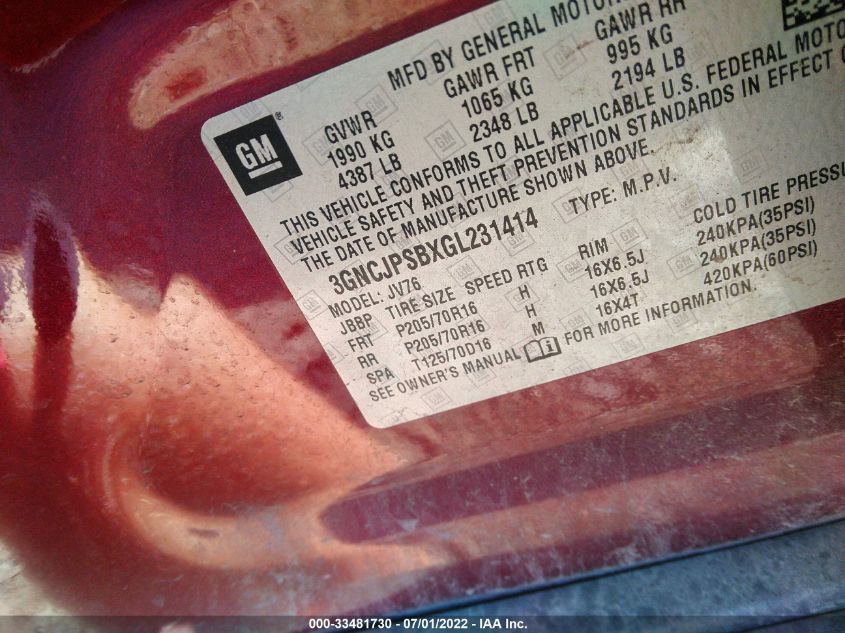 MFD BY GENERAL MOTOR
GVWR GAWR FRT GAWR RR
1990 KG 1065 KG 995 KG
4387 LB 2348 LB 2194 LB
GM
THIS VEHICLE CONFORMS TO ALL APPLICABLE U.S. FEDERAL MOTO
VEHICLE SAFETY AND THEFT PREVENTION STANDARDS IN EFFECT
THE DATE OF MANUFACTURE SHOWN ABOVE.
3GNCJPSBXGL231414 TYPE: M.P.V.
MODEL: JV76
JBBP TIRE SIZE SPEED RTG RIM COLD TIRE PRESSU
FRT P205/70R16 H 16X6.5J 240KPA(35PSI)
RR P205/70R16 H 16X6.5J 240KPA(35PSI)
SPA T125/70D16 M 16X4T 420KPA(60PSI)
SEE OWNER'S MANUAL FOR MORE INFORMATION.
000-33481730 - 07/01/2022 - IAA Inc.